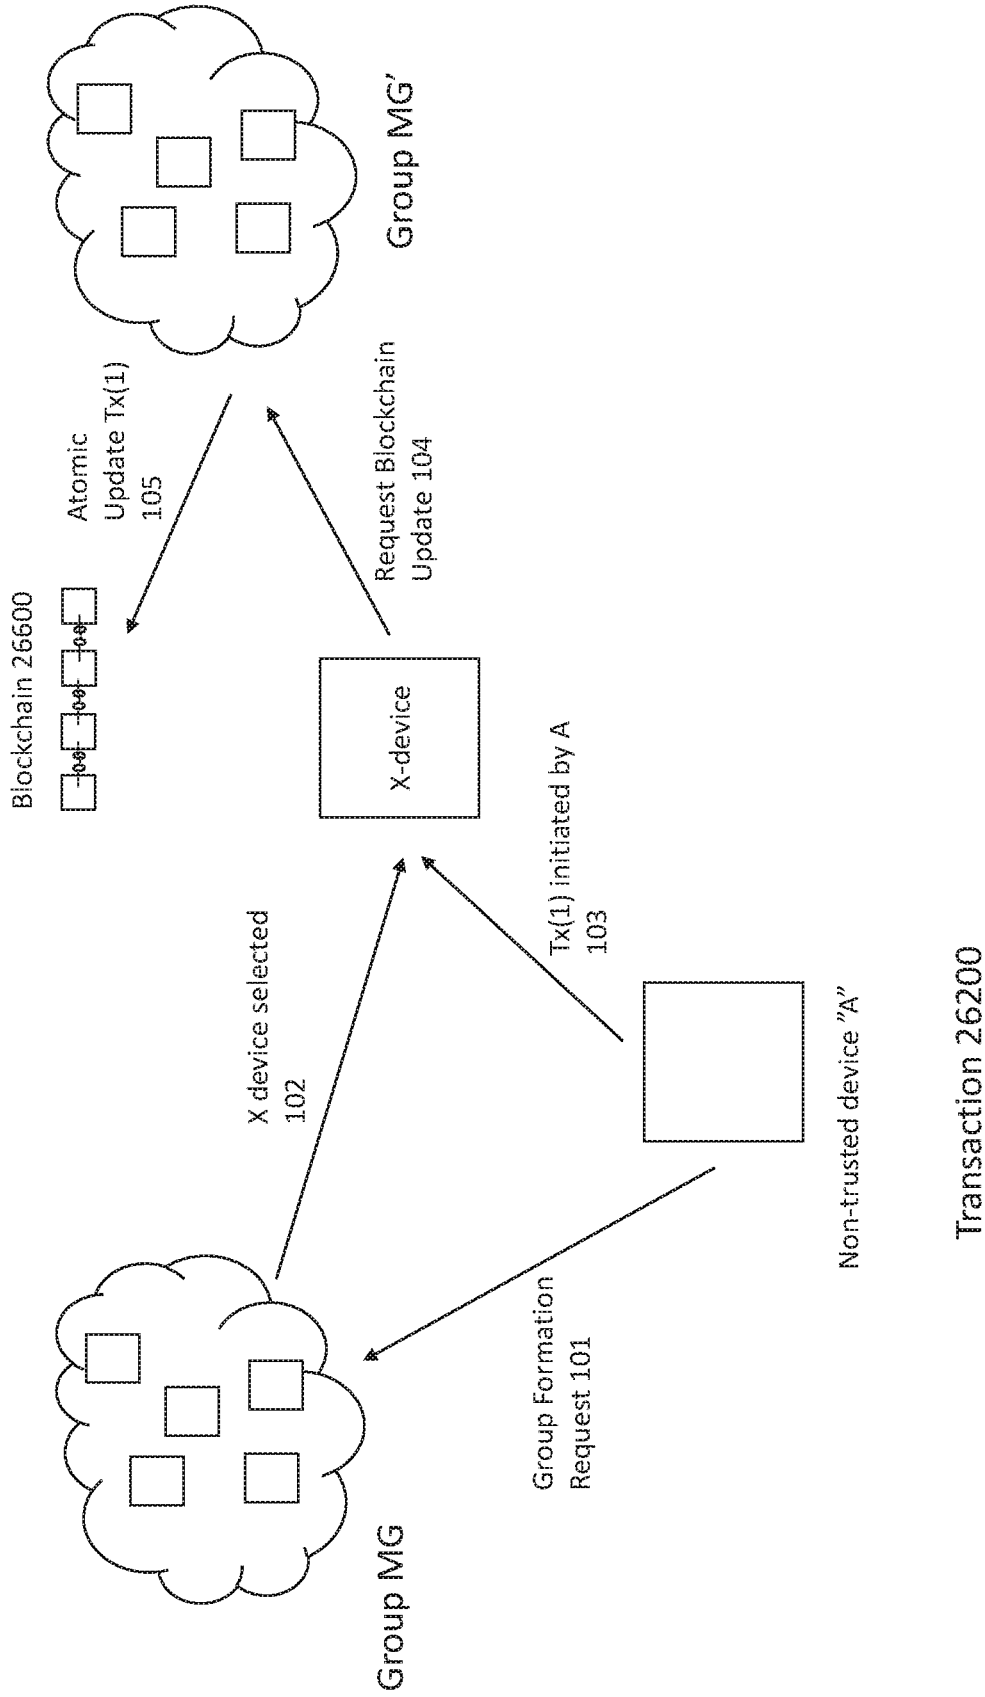 Blockchain 26600
Atomic
Update Tx(1)
105
Group MG'
Request Blockchain
Update 104
X-device
X device selected
102
Tx(1) initiated by A
103
Group MG
Group Formation
Request 101
Non-trusted device ”A”
Transaction 26200